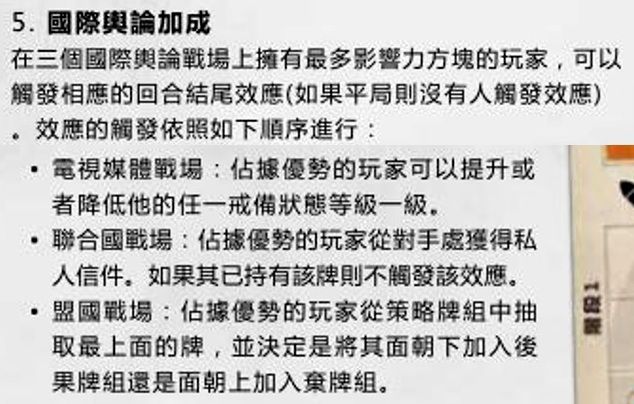 5. 國際輿論加成
在三個國際輿論戰場上擁有最多影響力方塊的玩家，可以
觸發相應的回合結尾效應(如果平局則沒有人觸發效應)
。效應的觸發依照如下順序進行：
• 電視媒體戰場：佔據優勢的玩家可以提升或
者降低他的任一戒備狀態等級一級。
• 聯合國戰場：佔據優勢的玩家從對手處獲得私
人信件。如果其已持有該牌則不觸發該效應。
• 盟國戰場：佔據優勢的玩家從策略牌組中抽
取最上面的牌，並決定是將其面朝下加入後
果牌組還是面朝上加入棄牌組。
階段 1